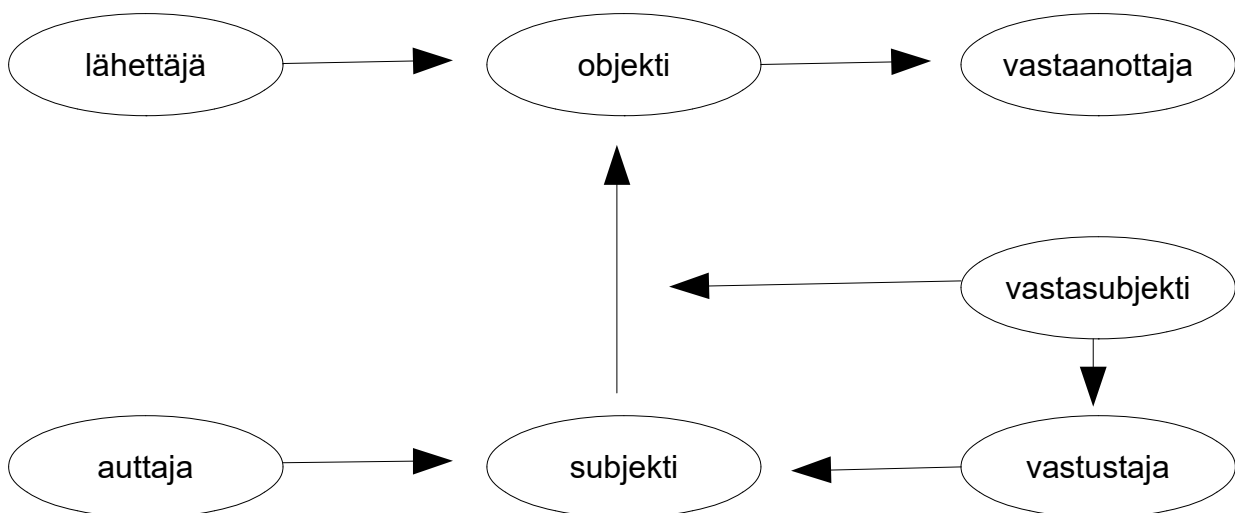 lähettäjä
objekti
vastaanottaja
vastasubjekti
auttaja
subjekti
vastustaja